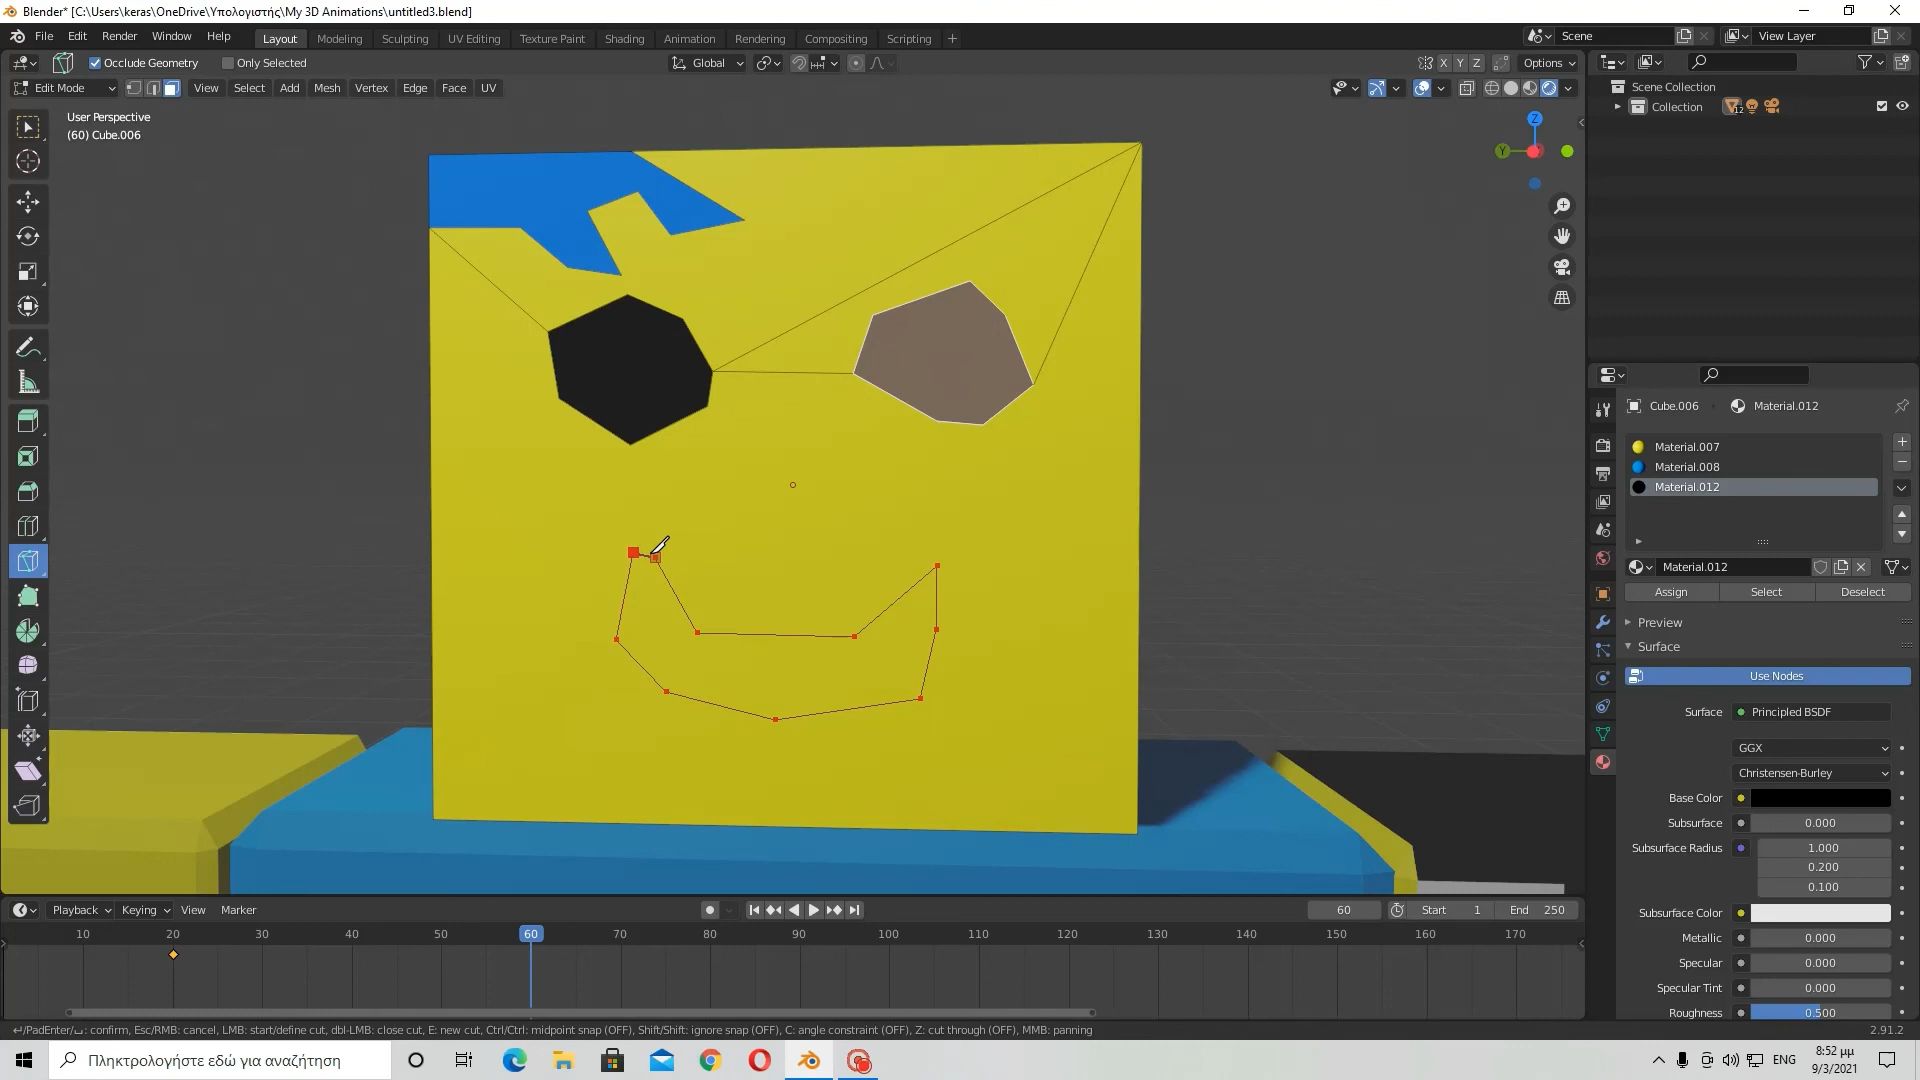 Blender* [C:\Users\keras\OneDrive\Υπολογιστής\My 3D Animations\untitled3.blend]
File Edit Render Window Help Layout Modeling Sculpting UV Editing Texture Paint Shading Animation Rendering Compositing Scripting + Scene View Layer
Occlude Geometry Only Selected Global X Y Z Options
Edit Mode View Select Add Mesh Vertex Edge Face UV
User Perspective
(60) Cube.006
Z
Y
Scene Collection
Collection 12
Cube.006 Material.012
Material.007
Material.008
Material.012
Material.012
Assign Select Deselect
Preview
Surface
Use Nodes
Surface Principled BSDF
GGX
Christensen-Burley
Base Color
Subsurface 0.000
Subsurface Radius 1.000
0.200
0.100
Subsurface Color
Metallic 0.000
Specular 0.000
Specular Tint 0.000
Roughness 0.500
Playback Keying View Marker 60 Start 1 End 250
10 20 30 40 50 60 70 80 90 100 110 120 130 140 150 160 170
/PadEnter/: confirm, Esc/RMB: cancel, LMB: start/define cut, dbl-LMB: close cut, E: new cut, Ctrl/Ctrl: midpoint snap (OFF), Shift/Shift: ignore snap (OFF), C: angle constraint (OFF), Z: cut through (OFF), MMB: panning
2.91.2
Πληκτρολογήστε εδώ για αναζήτηση
ENG
8:52 μμ
9/3/2021